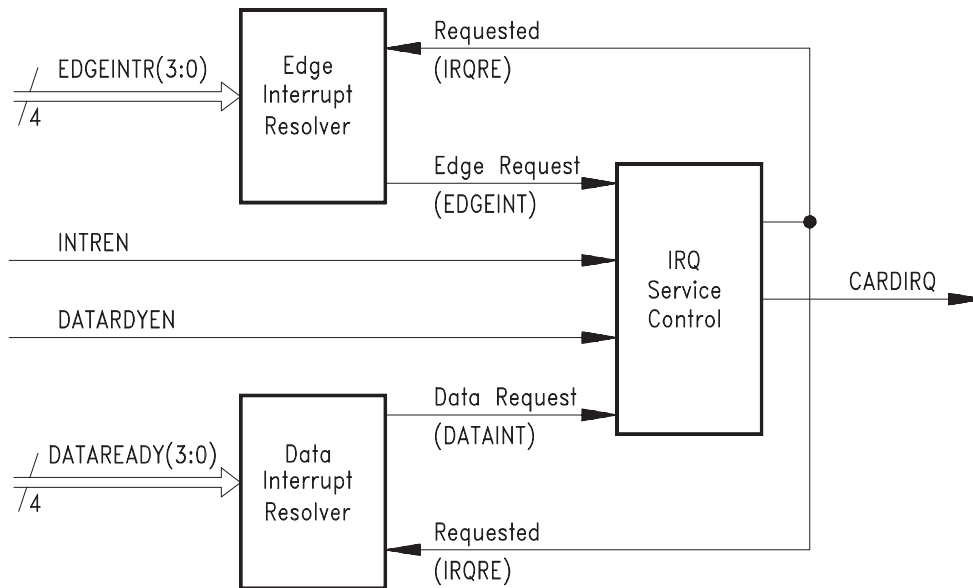 Requested
(IRQRE)
EDGEINTR(3:0)
4
Edge
Interrupt
Resolver
Edge Request
(EDGEINT)
INTREN
IRQ
Service
Control
CARDIRQ
DATARDYEN
Data Request
(DATAINT)
DATAREADY(3:0)
4
Data
Interrupt
Resolver
Requested
(IRQRE)